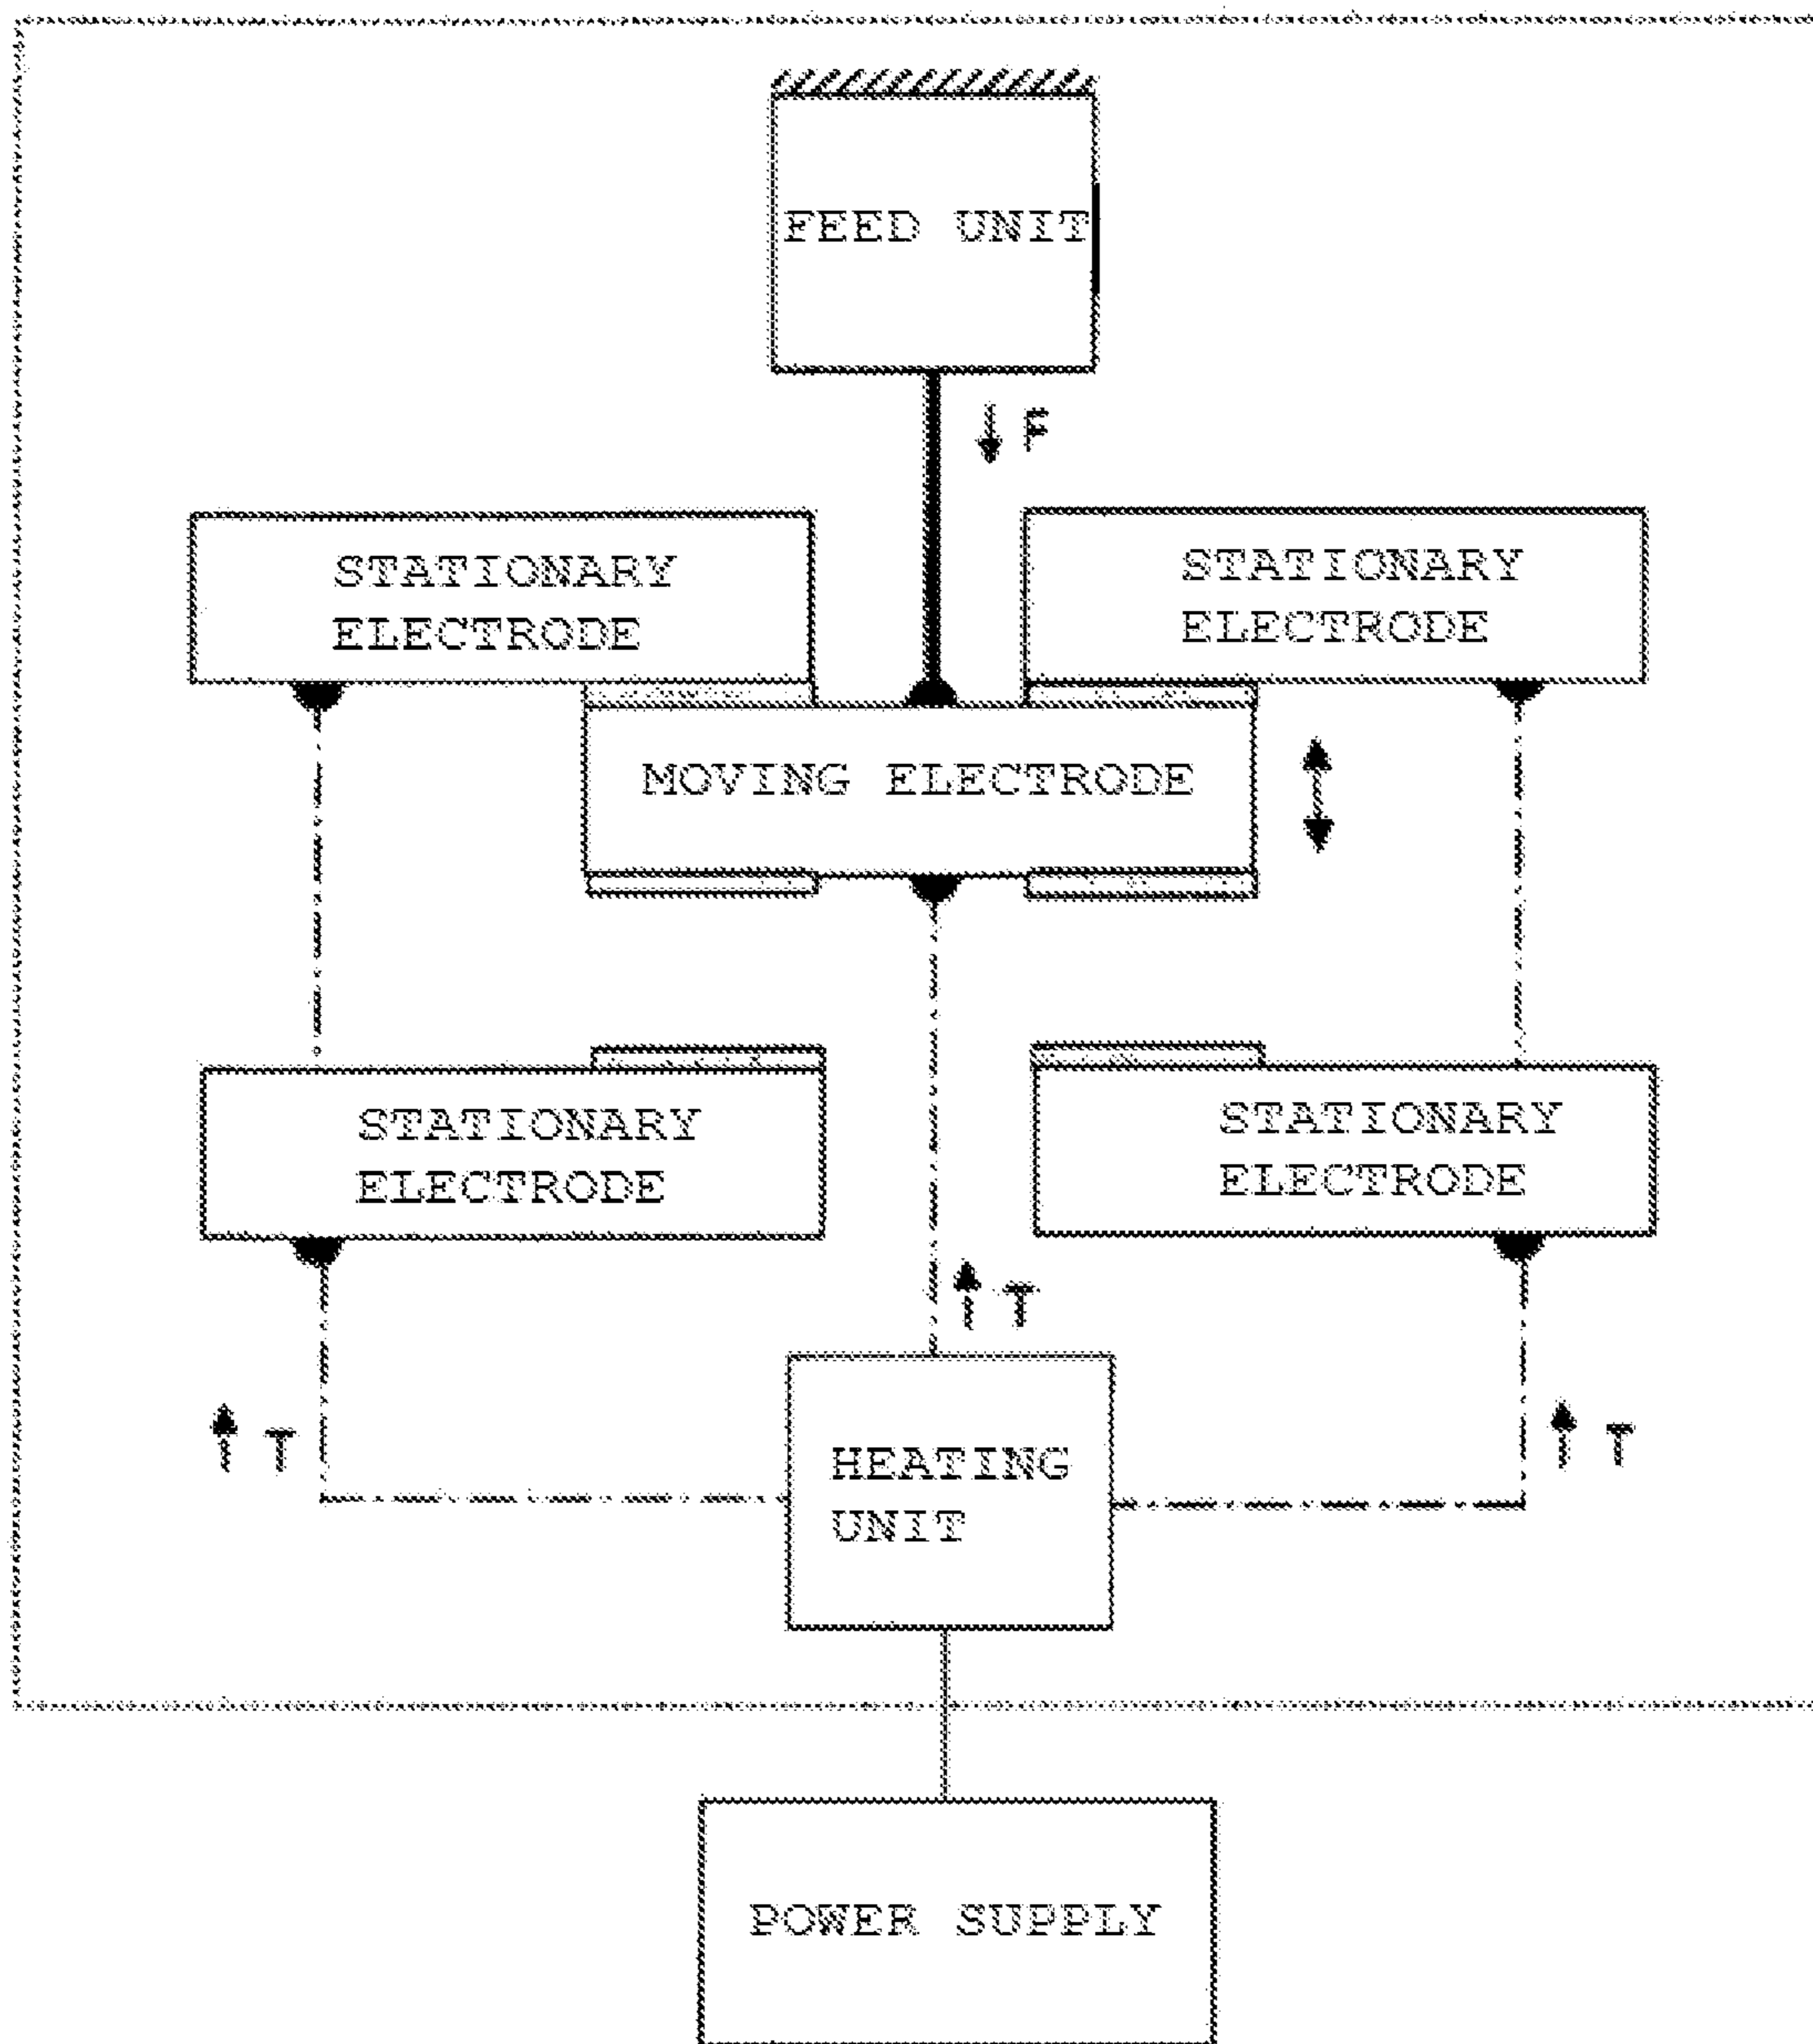 FEED UNIT
F
STATIONARY
ELECTRODE
STATIONARY
ELECTRODE
MOVING ELECTRODE
STATIONARY
ELECTRODE
STATIONARY
ELECTRODE
T
T
HEATING
UNIT
T
POWER SUPPLY